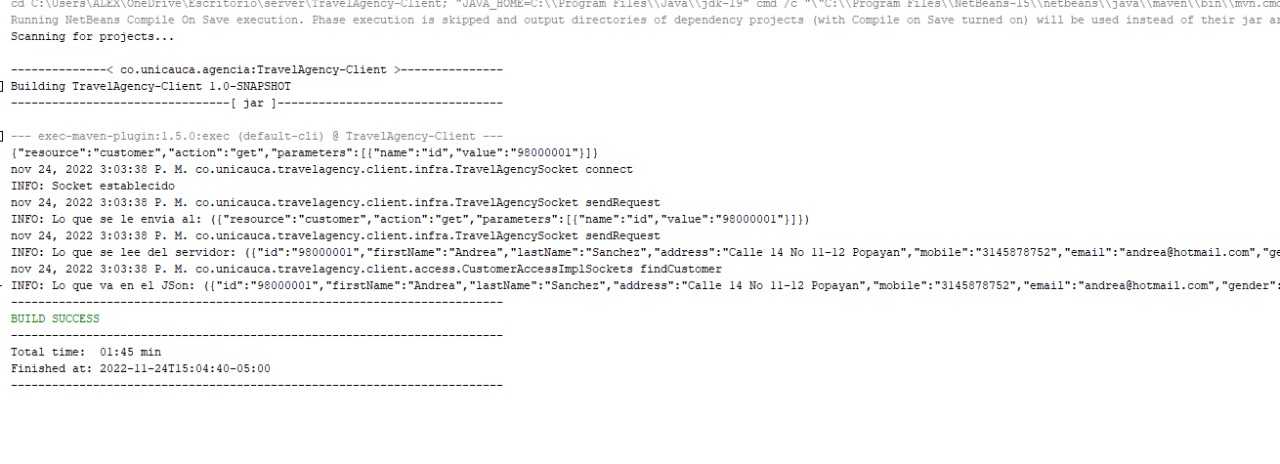 cd C:\Users\ALEX\OneDrive\Escritorio\server\TravelAgency-Client; "JAVA_HOME=C:\\Program Files\\Java\\jdk-19" cmd /c "\"C:\\Program Files\\NetBeans-15\\netbeans\\java\\maven\\bin\\mvn.cmd
Running NetBeans Compile On Save execution. Phase execution is skipped and output directories of dependency projects (with Compile on Save turned on) will be used instead of their jar ar
Scanning for projects...
--------------< co.unicauca.agencia:TravelAgency-Client >---------------
Building TravelAgency-Client 1.0-SNAPSHOT
--------------------------------[ jar ]---------------------------------
--- exec-maven-plugin:1.5.0:exec (default-cli) @ TravelAgency-Client ---
{"resource":"customer","action":"get","parameters":[{"name":"id","value":"98000001"}]}
nov 24, 2022 3:03:38 P. M. co.unicauca.travelagency.client.infra.TravelAgencySocket connect
INFO: Socket establecido
nov 24, 2022 3:03:38 P. M. co.unicauca.travelagency.client.infra.TravelAgencySocket sendRequest
INFO: Lo que se le envia al: ({"resource":"customer","action":"get","parameters":[{"name":"id","value":"98000001"}]})
nov 24, 2022 3:03:38 P. M. co.unicauca.travelagency.client.infra.TravelAgencySocket sendRequest
INFO: Lo que se lee del servidor: ({"id":"98000001","firstName":"Andrea","lastName":"Sanchez","address":"Calle 14 No 11-12 Popayan","mobile":"3145878752","email":"andrea@hotmail.com","ge
nov 24, 2022 3:03:38 P. M. co.unicauca.travelagency.client.access.CustomerAccessImplSockets findCustomer
INFO: Lo que va en el JSon: ({"id":"98000001","firstName":"Andrea","lastName":"Sanchez","address":"Calle 14 No 11-12 Popayan","mobile":"3145878752","email":"andrea@hotmail.com","gender":
------------------------------------------------------------------------
BUILD SUCCESS
------------------------------------------------------------------------
Total time:  01:45 min
Finished at: 2022-11-24T15:04:40-05:00
------------------------------------------------------------------------